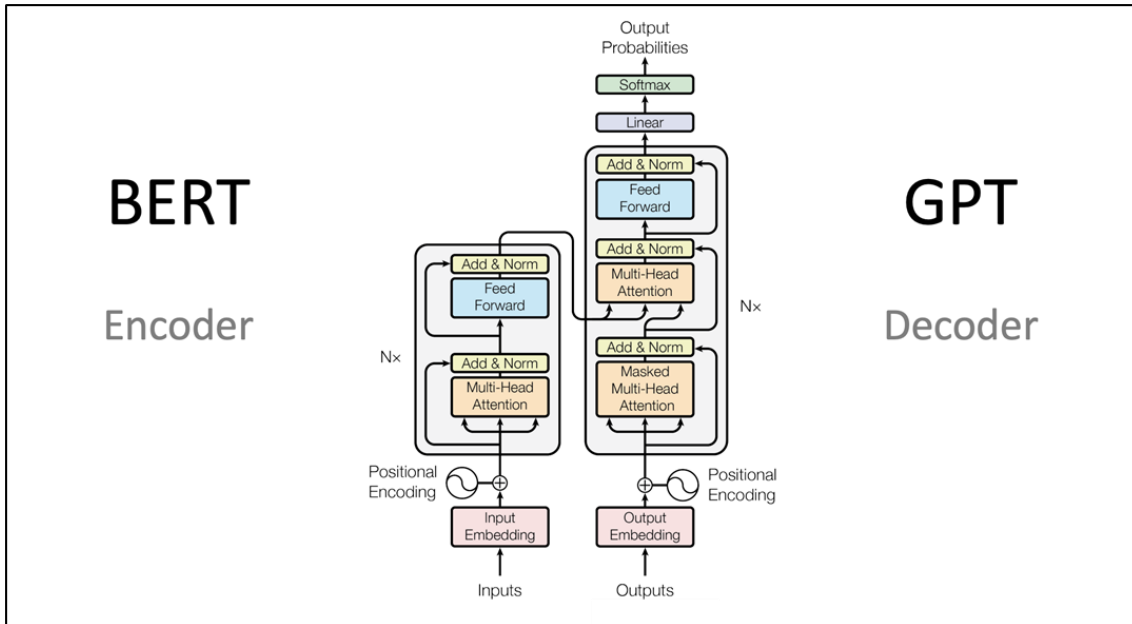 BERT
Encoder
Output
Probabilities
Softmax
Linear
Add & Norm
Feed
Forward
Add & Norm
Multi-Head
Attention
Add & Norm
Masked
Multi-Head
Attention
N×
Add & Norm
Feed
Forward
Add & Norm
Multi-Head
Attention
N×
Positional
Encoding
Positional
Encoding
Input
Embedding
Output
Embedding
Inputs
Outputs
GPT
Decoder